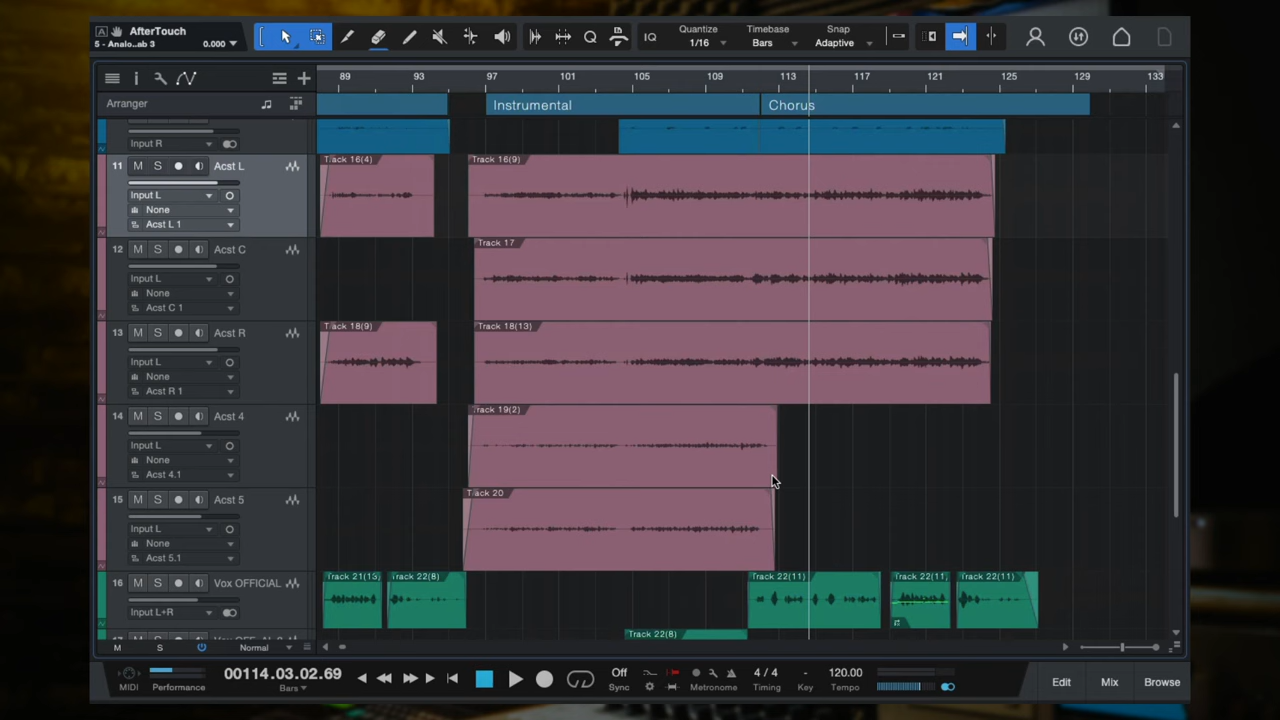 A AfterTouch
5 - Analo...ab 3 0.000
IQ
Quantize Timebase Snap
1/16 Bars Adaptive
89 93 97 101 105 109 113 117 121 125 129 133
Arranger
Instrumental Chorus
Input R
11 M S Acst L
Input L
None
Acst L 1
Track 16(4) Track 16(9)
12 M S Acst C
Input L
None
Acst C 1
Track 17
13 M S Acst R
Input L
None
Acst R 1
Track 18(9) Track 18(13)
14 M S Acst 4
Input L
None
Acst 4.1
Track 19(2)
15 M S Acst 5
Input L
None
Acst 5.1
Track 20
16 M S Vox OFFICIAL
Input L+R
Track 21(13) Track 22(8) Track 22(11) Track 22(11) Track 22(11)
Track 22(8)
M S Normal
MIDI Performance
00114.03.02.69
Bars
Off
Sync
Metronome
4 / 4
Timing
-
Key
120.00
Tempo
Edit Mix Browse